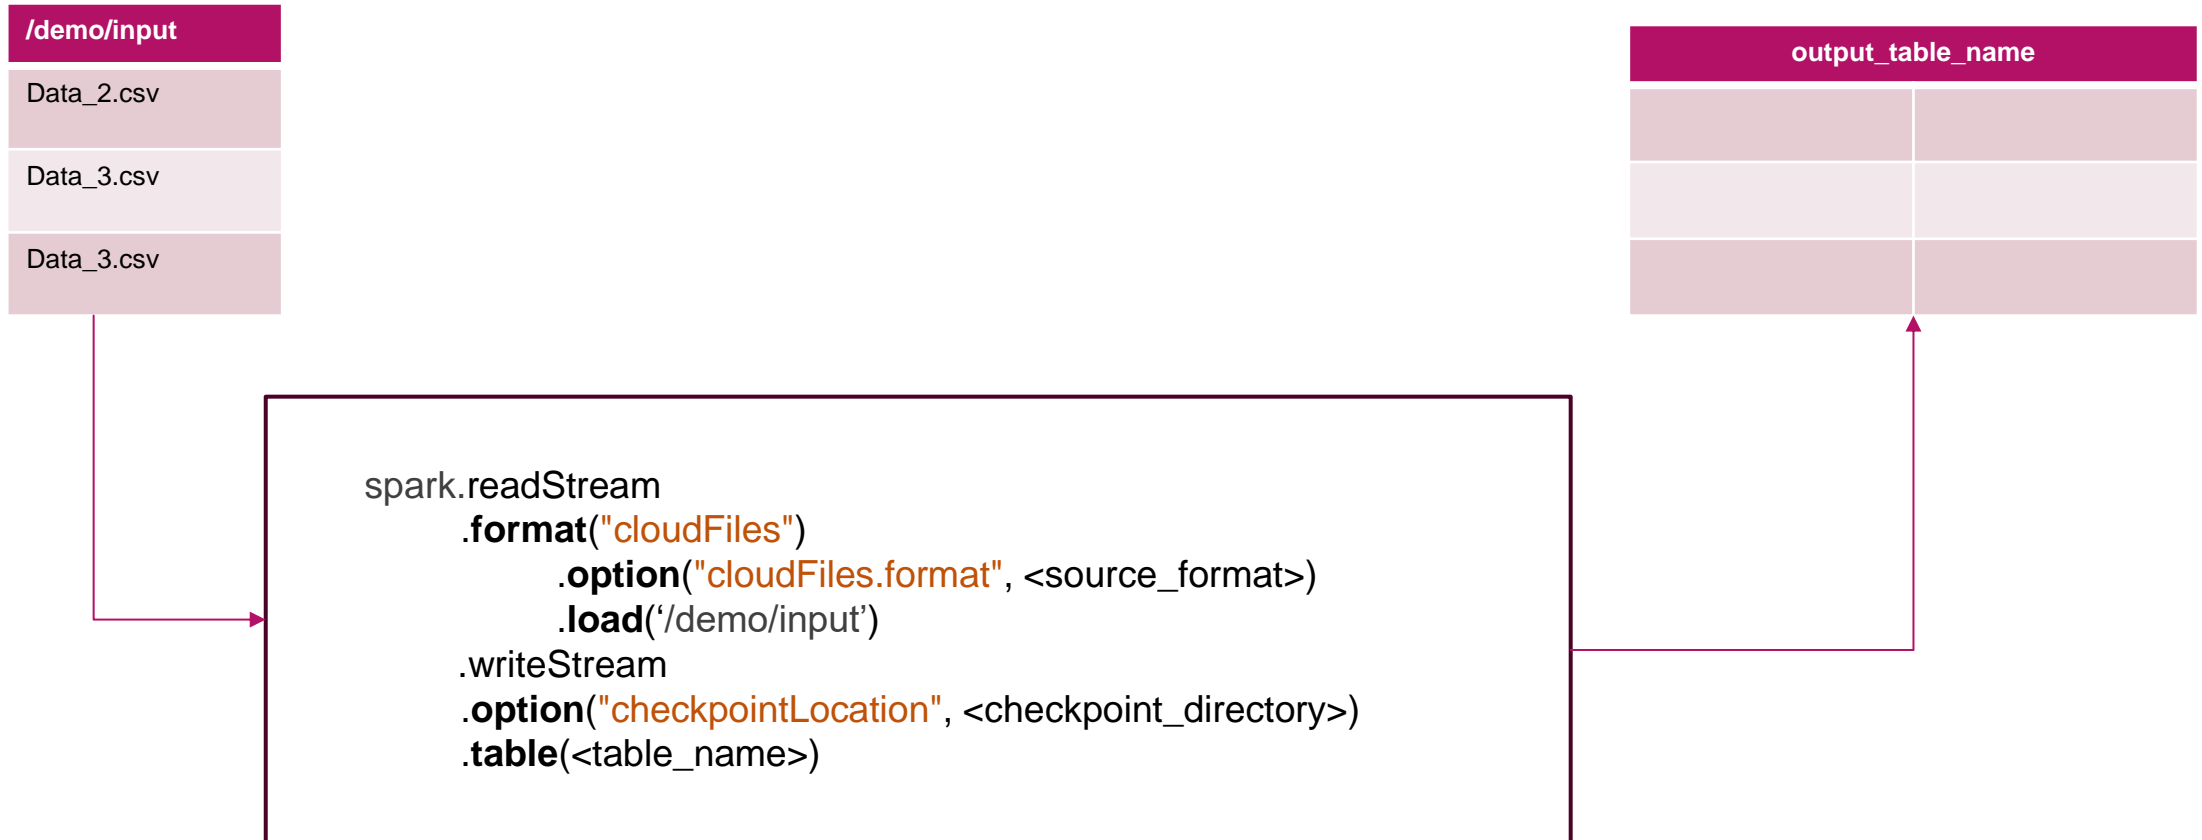 /demo/input
Data_2.csv
Data_3.csv
Data_3.csv
output_table_name
spark.readStream
.format("cloudFiles")
.option("cloudFiles.format", <source_format>)
.load(‘/demo/input’)
.writeStream
.option("checkpointLocation", <checkpoint_directory>)
.table(<table_name>)